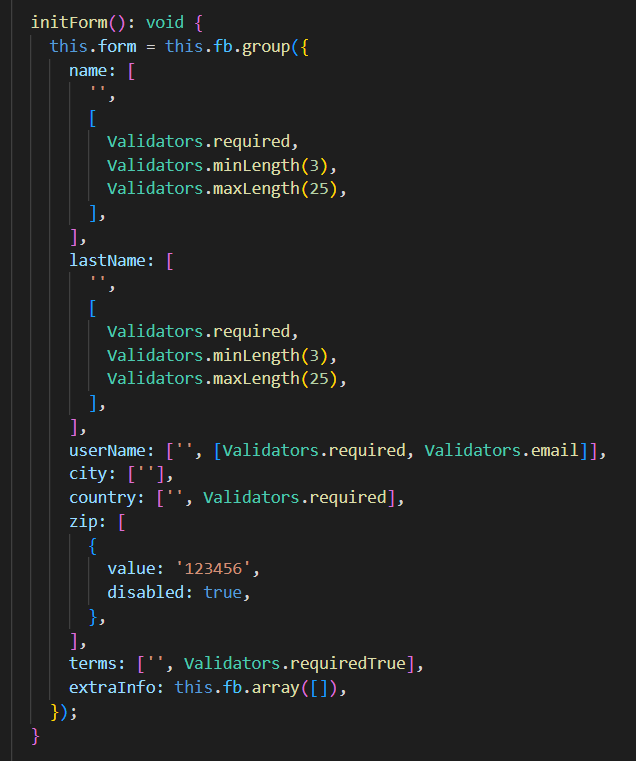 initForm(): void {
  this.form = this.fb.group({
    name: [
      '',
      [
        Validators.required,
        Validators.minLength(3),
        Validators.maxLength(25),
      ],
    ],
    lastName: [
      '',
      [
        Validators.required,
        Validators.minLength(3),
        Validators.maxLength(25),
      ],
    ],
    userName: ['', [Validators.required, Validators.email]],
    city: [''],
    country: ['', Validators.required],
    zip: [
      {
        value: '123456',
        disabled: true,
      },
    ],
    terms: ['', Validators.requiredTrue],
    extraInfo: this.fb.array([]),
  });
}